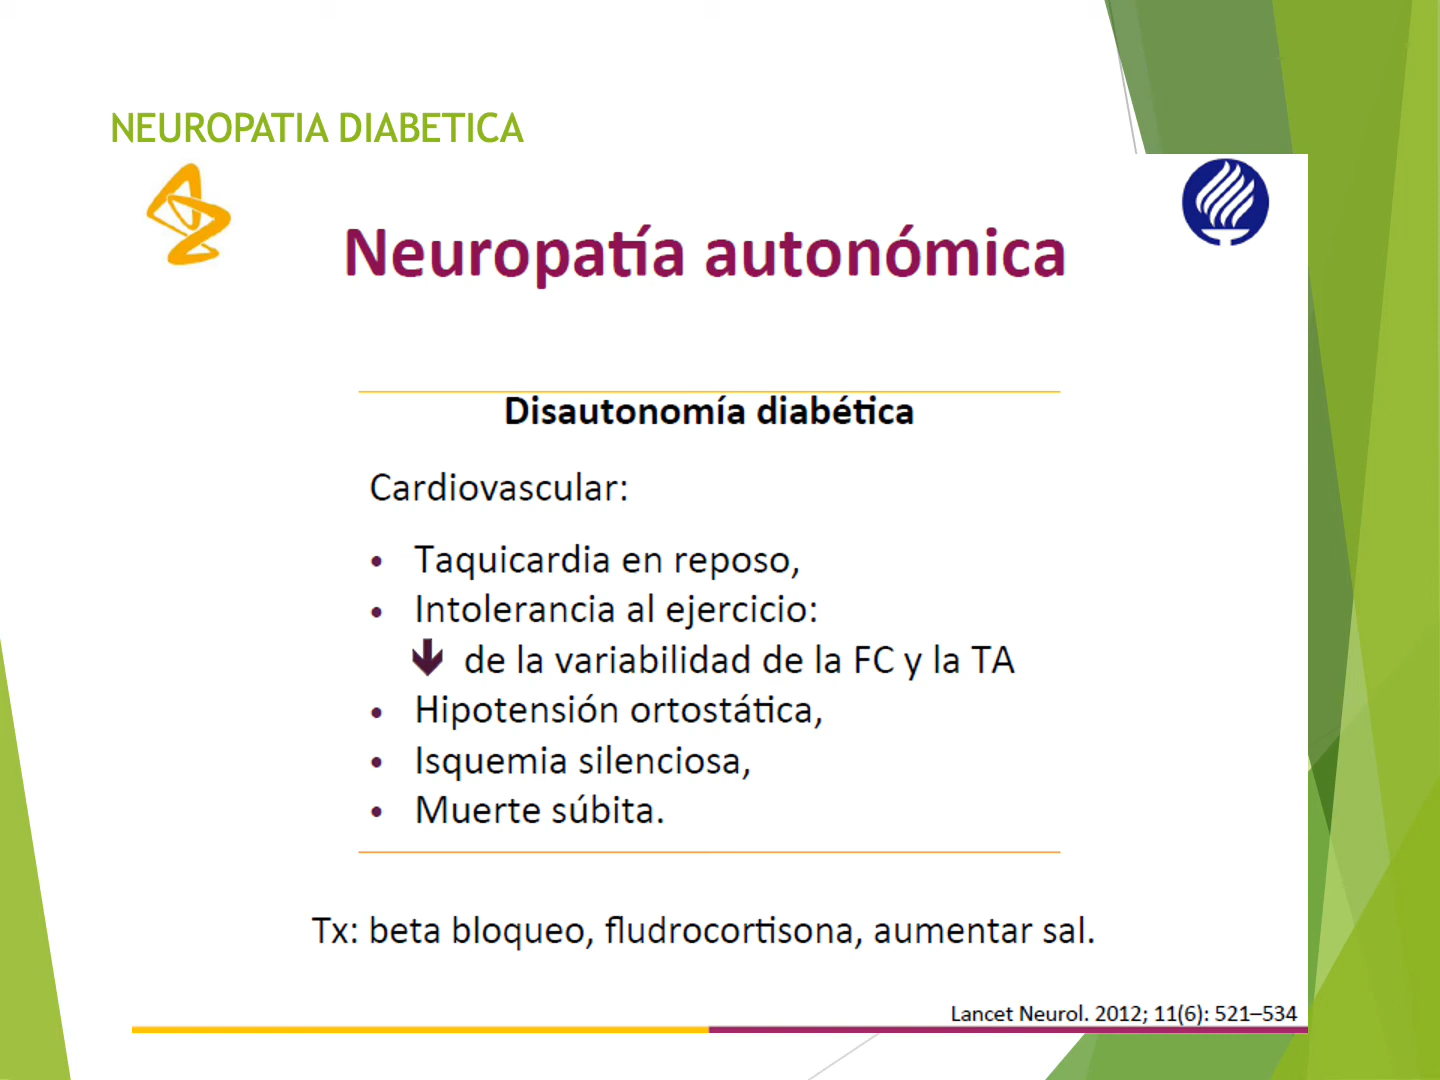 NEUROPATIA DIABETICA
Neuropatía autonómica
Disautonomía diabética
Cardiovascular:
• Taquicardia en reposo,
• Intolerancia al ejercicio:
🡫 de la variabilidad de la FC y la TA
• Hipotensión ortostática,
• Isquemia silenciosa,
• Muerte súbita.
Tx: beta bloqueo, fludrocortisona, aumentar sal.
Lancet Neurol. 2012; 11(6): 521–534